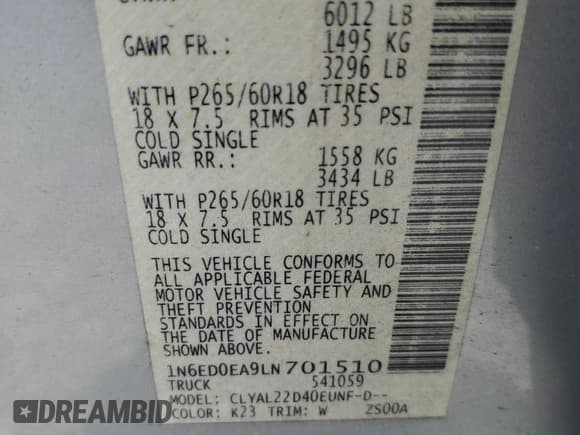 6012 LB
GAWR FR.: 1495 KG
3296 LB
WITH P265/60R18 TIRES
18 X 7.5 RIMS AT 35 PSI
COLD SINGLE
GAWR RR.: 1558 KG
3434 LB
WITH P265/60R18 TIRES
18 X 7.5 RIMS AT 35 PSI
COLD SINGLE
THIS VEHICLE CONFORMS TO
ALL APPLICABLE FEDERAL
MOTOR VEHICLE SAFETY AND
THEFT PREVENTION
STANDARDS IN EFFECT ON
THE DATE OF MANUFACTURE
SHOWN ABOVE.
1N6ED0EA9LN701510
TRUCK 541059
MODEL: CLYAL22D40EUNF-D--
COLOR: K23 TRIM: W ZS00A
DREAMBID